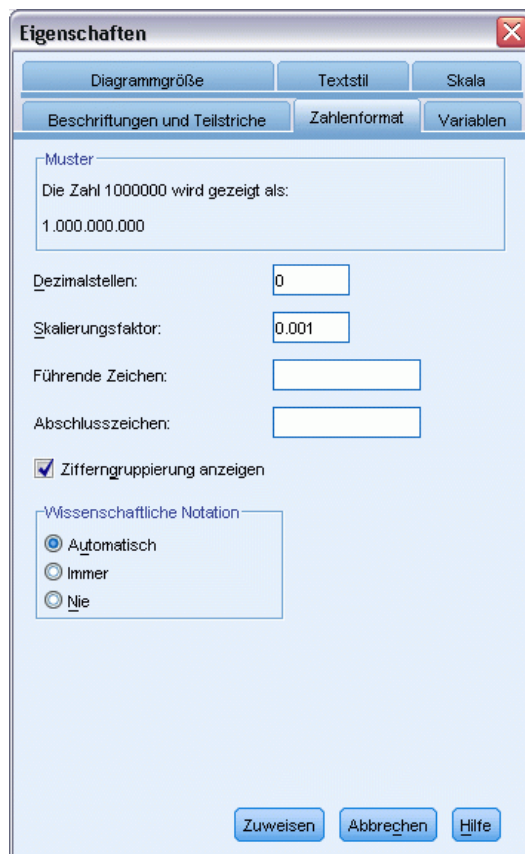 Eigenschaften
Diagrammgröße Textstil Skala
Beschriftungen und Teilstriche Zahlenformat Variablen
Muster
Die Zahl 1000000 wird gezeigt als:
1.000.000.000
Dezimalstellen: 0
Skalierungsfaktor: 0.001
Führende Zeichen:
Abschlusszeichen:
Zifferngruppierung anzeigen
Wissenschaftliche Notation
Automatisch
Immer
Nie
Zuweisen Abbrechen Hilfe